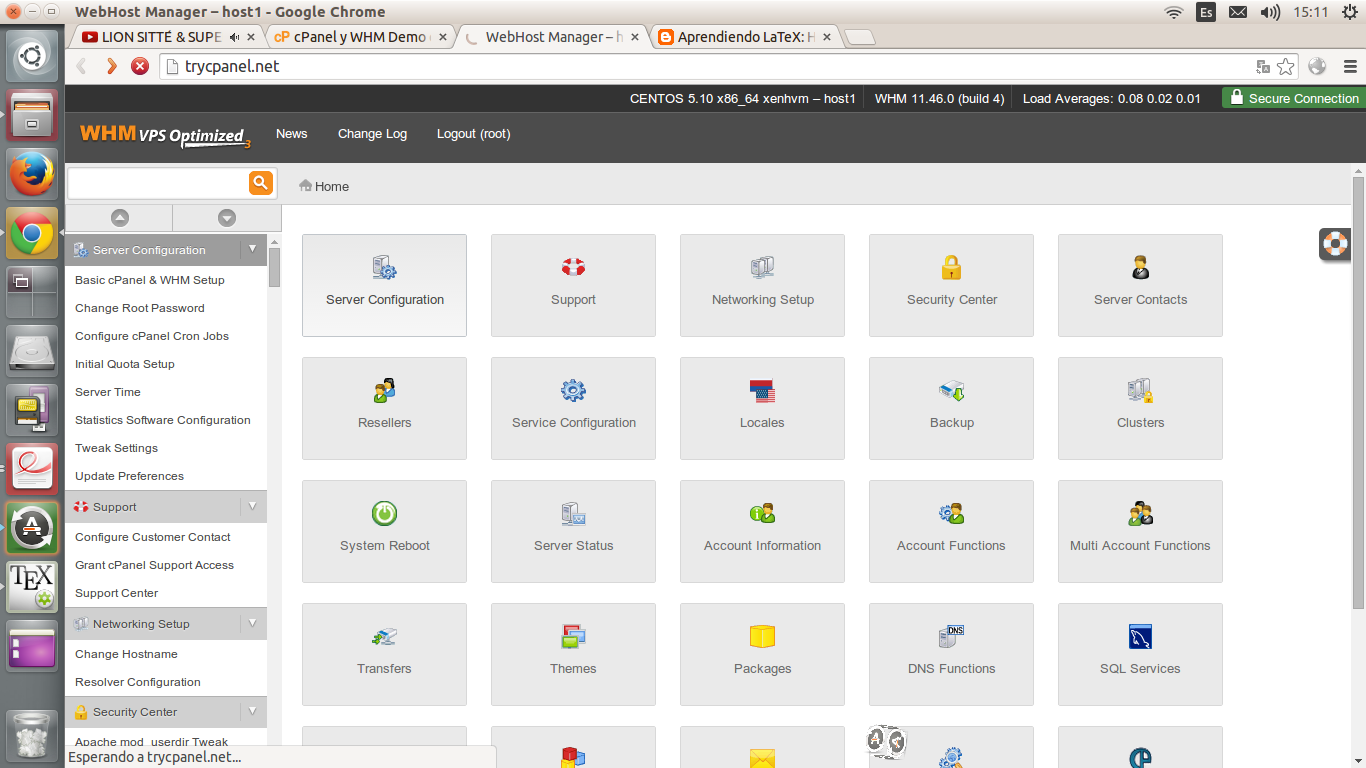 WebHost Manager – host1 - Google Chrome
Es
15:11
LION SITTÉ & SUPE
cPanel y WHM Demo
WebHost Manager – h
Aprendiendo LaTeX: H
trycpanel.net
CENTOS 5.10 x86_64 xenhvm – host1
WHM 11.46.0 (build 4)
Load Averages: 0.08 0.02 0.01
Secure Connection
WHM VPS Optimized 3
News
Change Log
Logout (root)
Home
Server Configuration
Basic cPanel & WHM Setup
Change Root Password
Configure cPanel Cron Jobs
Initial Quota Setup
Server Time
Statistics Software Configuration
Tweak Settings
Update Preferences
Support
Configure Customer Contact
Grant cPanel Support Access
Support Center
Networking Setup
Change Hostname
Resolver Configuration
Security Center
Apache mod_userdir Tweak
Esperando a trycpanel.net...
Server Configuration
Support
Networking Setup
Security Center
Server Contacts
Resellers
Service Configuration
Locales
Backup
Clusters
System Reboot
Server Status
Account Information
Account Functions
Multi Account Functions
Transfers
Themes
Packages
DNS
DNS Functions
SQL Services
TEX
A